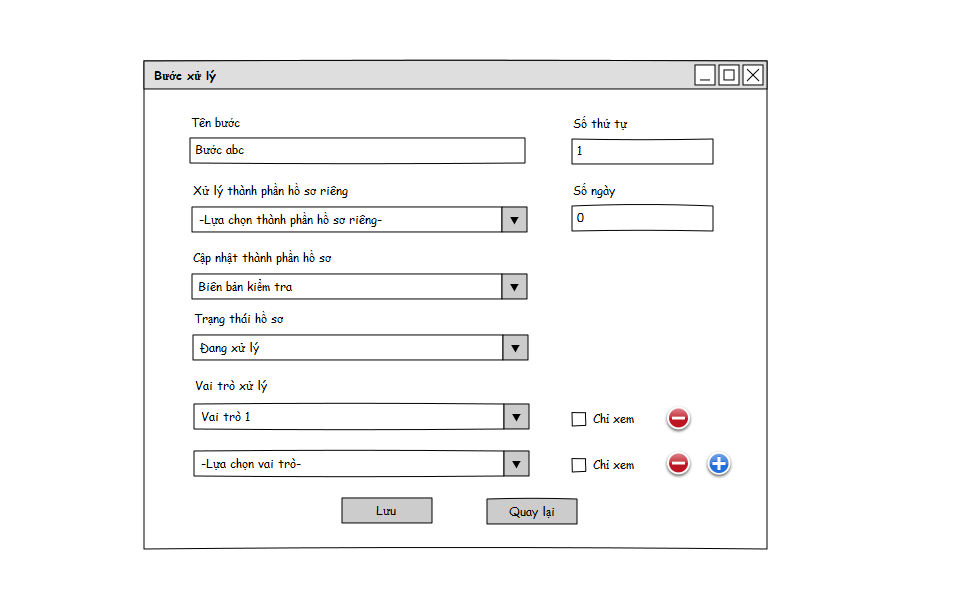 Bước xử lý
Tên bước
Số thứ tự
Bước abc
1
Xử lý thành phần hồ sơ riêng
Số ngày
-Lựa chọn thành phần hồ sơ riêng-
0
Cập nhật thành phần hồ sơ
Biên bản kiểm tra
Trạng thái hồ sơ
Đang xử lý
Vai trò xử lý
Vai trò 1
Chỉ xem
-Lựa chọn vai trò-
Chỉ xem
Lưu
Quay lại